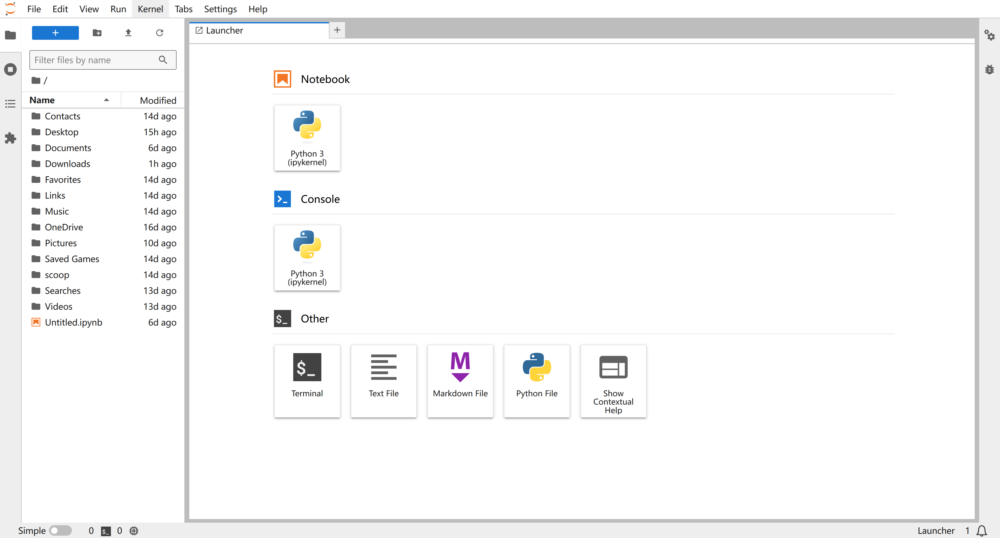 File Edit View Run Kernel Tabs Settings Help
Launcher
Filter files by name
/
Name Modified
Contacts 14d ago
Desktop 15h ago
Documents 6d ago
Downloads 1h ago
Favorites 14d ago
Links 14d ago
Music 14d ago
OneDrive 16d ago
Pictures 10d ago
Saved Games 14d ago
scoop 14d ago
Searches 13d ago
Videos 13d ago
Untitled.ipynb 6d ago
Notebook
Python 3
(ipykernel)
Console
Python 3
(ipykernel)
$_ Other
$_
Terminal
Text File
M
Markdown File
Python File
Show
Contextual
Help
Simple 0 $_ 0
Launcher 1